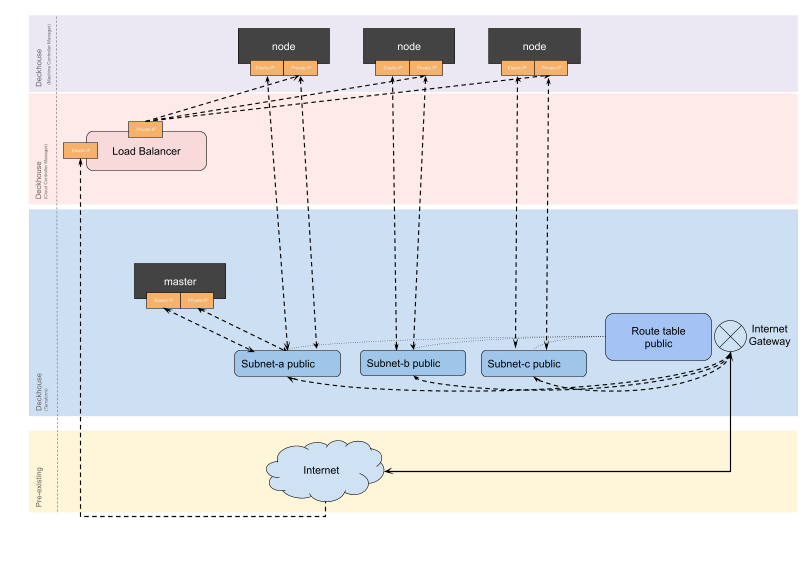 Deckhouse
(Machine Controller Manager)
node
node
node
Elastic IP
Private IP
Elastic IP
Private IP
Elastic IP
Private IP
Deckhouse
(Cloud Controller Manager)
Private IP
Elastic IP
Load Balancer
Deckhouse
(Terraform)
master
Elastic IP
Private IP
Subnet-a public
Subnet-b public
Subnet-c public
Route table
public
Internet
Gateway
Pre-existing
Internet